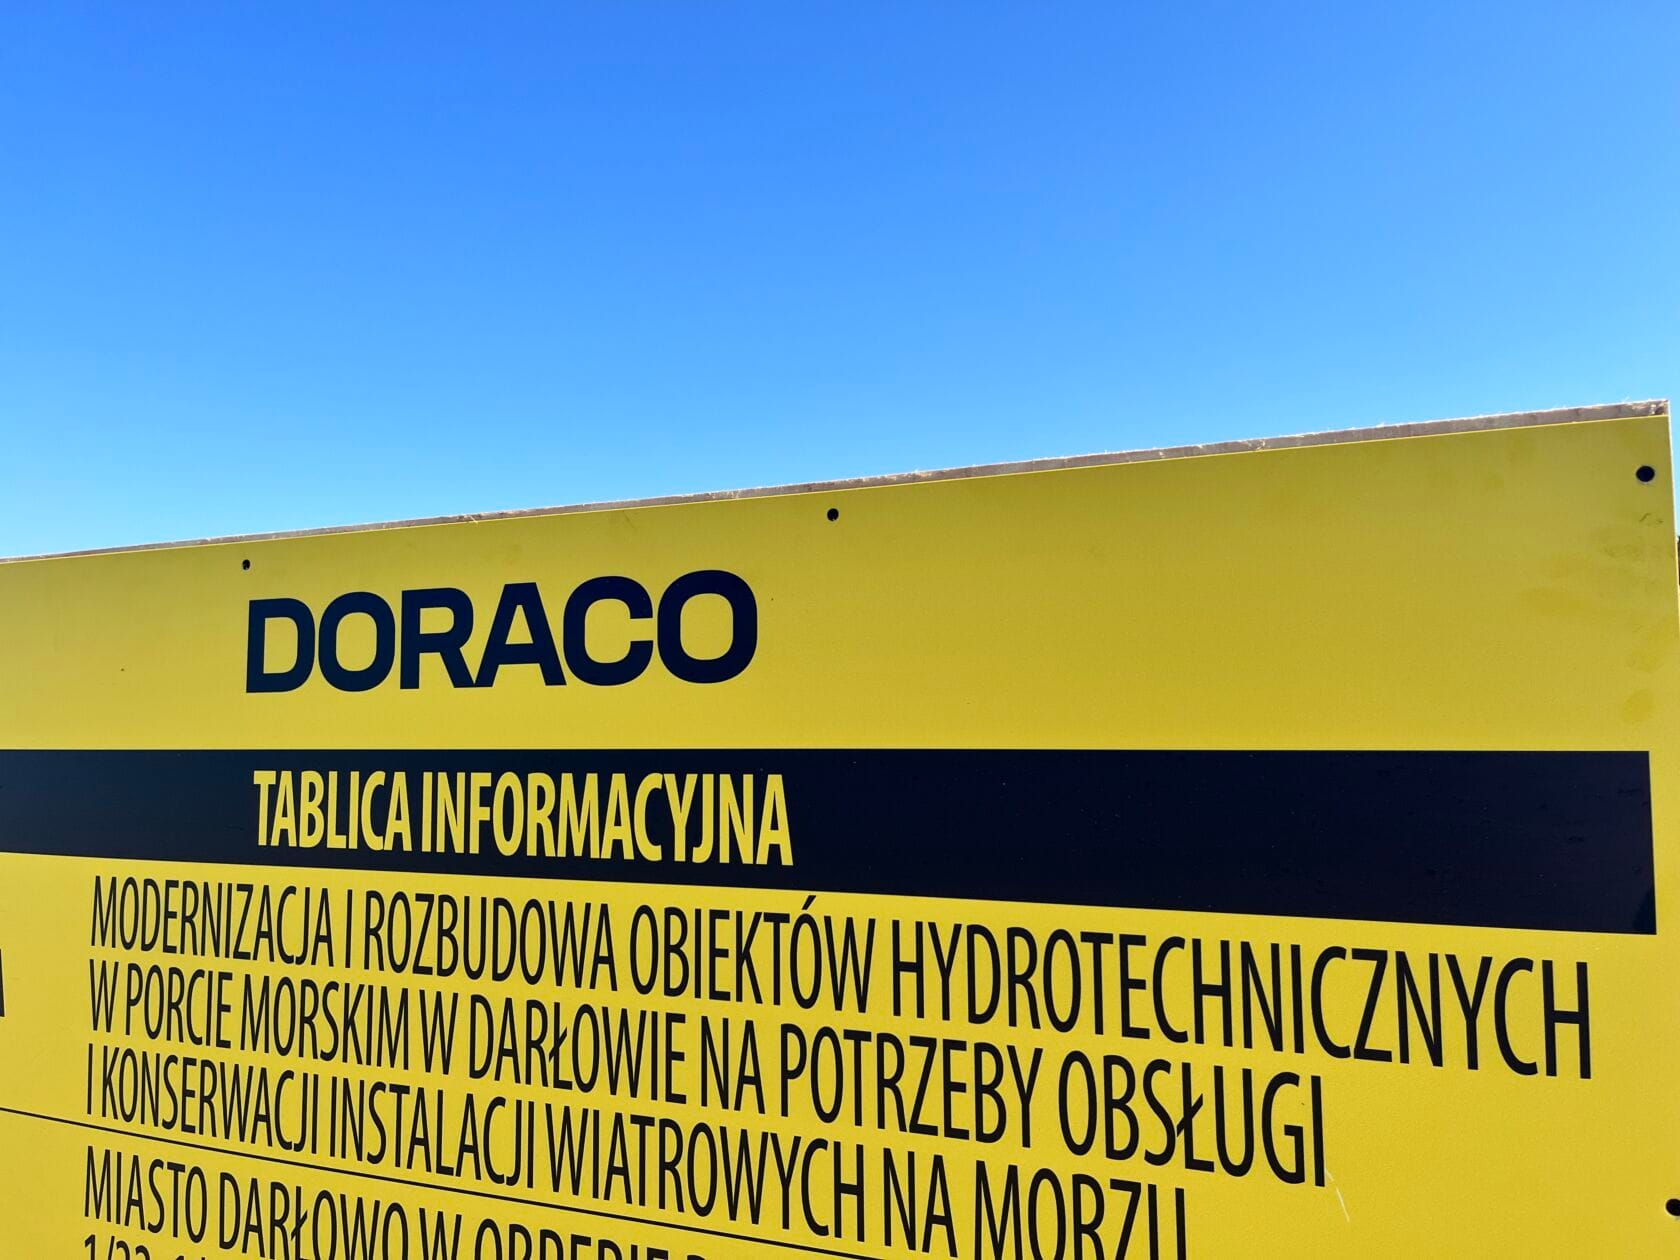 DORACO
TABLICA INFORMACYJNA
MODERNIZACJA I ROZBUDOWA OBIEKTÓW HYDROTECHNICZNYCH
W PORCIE MORSKIM W DARŁOWIE NA POTRZEBY OBSŁUGI
I KONSERWACJI INSTALACJI WIATROWYCH NA MORZU
MIASTO DARŁOWO W OBRĘBIE